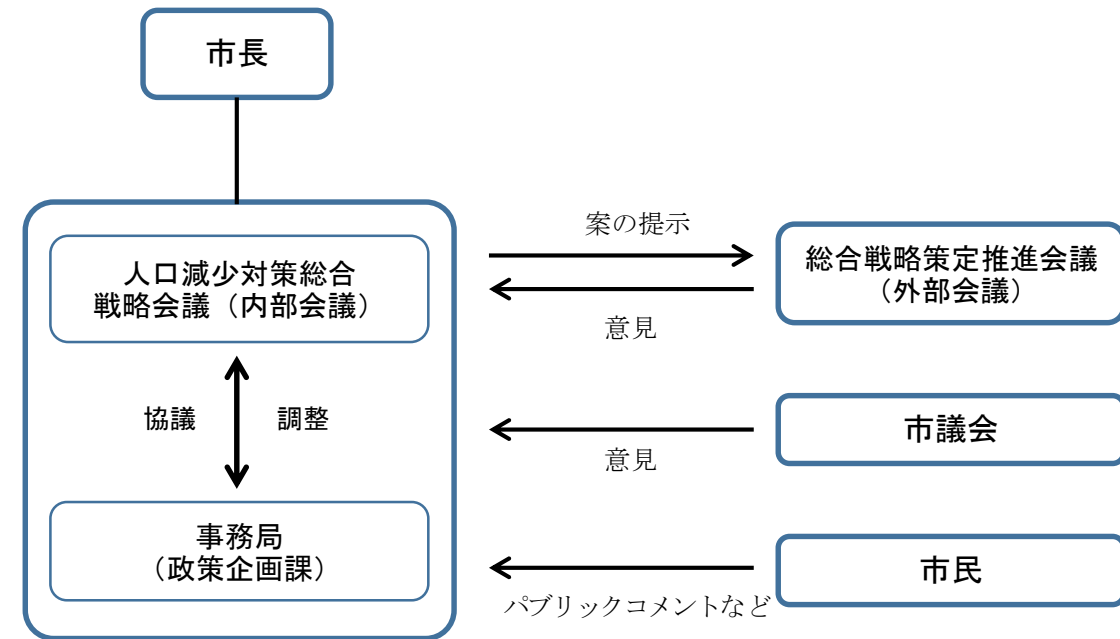 市長
人口減少対策総合
戦略会議（内部会議）
協議
調整
事務局
（政策企画課）
案の提示
意見
総合戦略策定推進会議
（外部会議）
意見
市議会
パブリックコメントなど
市民